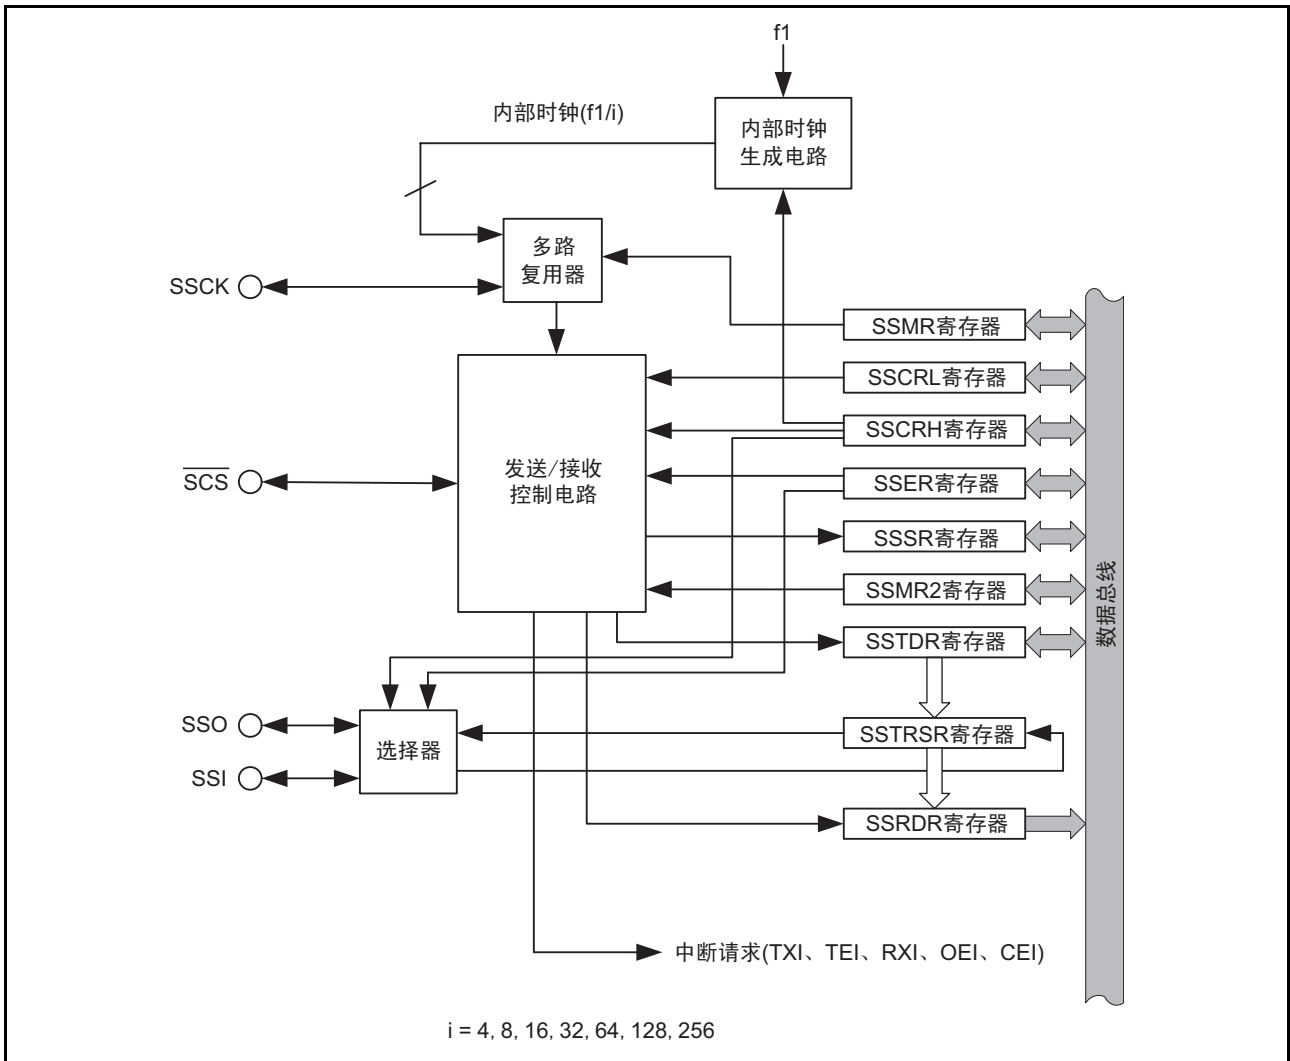 f1
内部时钟(f1/i)
内部时钟
生成电路
多路
复用器
SSCK
SSMR寄存器
SSCRL寄存器
SSCRH寄存器
SCS
发送/接收
控制电路
SSER寄存器
SSSR寄存器
SSMR2寄存器
数据总线
SSTDR寄存器
SSO
选择器
SSTRSR寄存器
SSI
SSRDR寄存器
中断请求(TXI、TEI、RXI、OEI、CEI)
i = 4, 8, 16, 32, 64, 128, 256